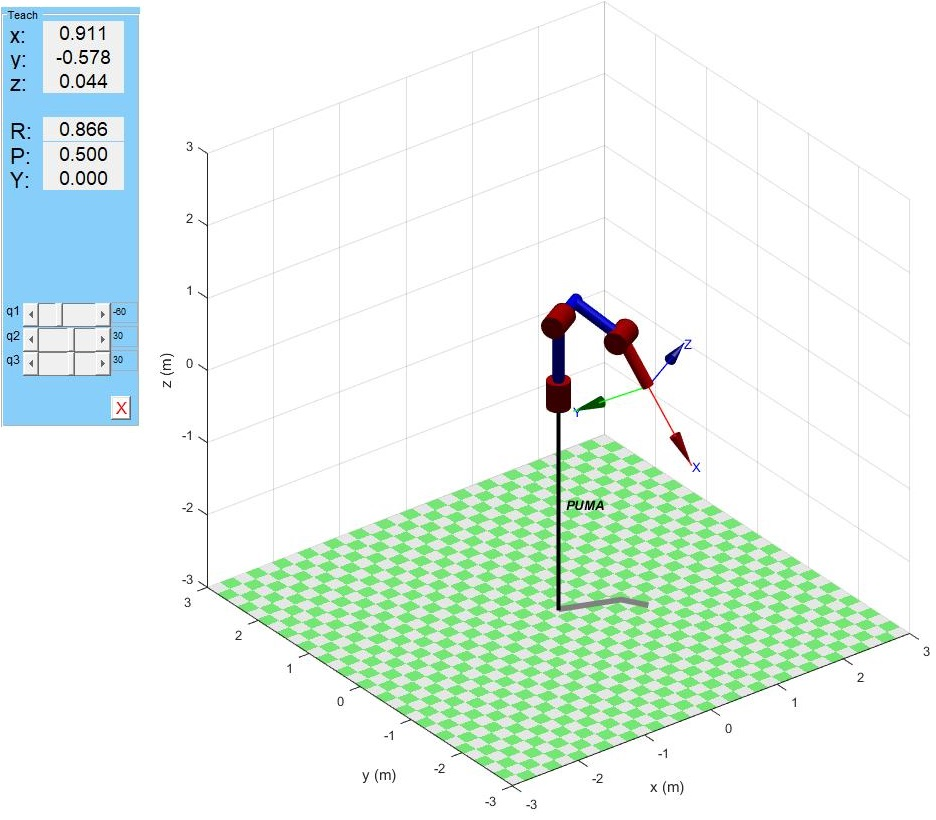 Teach
x: 0.911
y: -0.578
z: 0.044
R: 0.866
P: 0.500
Y: 0.000
q1 -60
q2 30
q3 30
X
z (m)
3
2
1
0
-1
-2
-3
Z
Y
X
PUMA
3
2
1
0
-1
-2
-3
y (m)
-3
-2
-1
0
1
2
3
x (m)